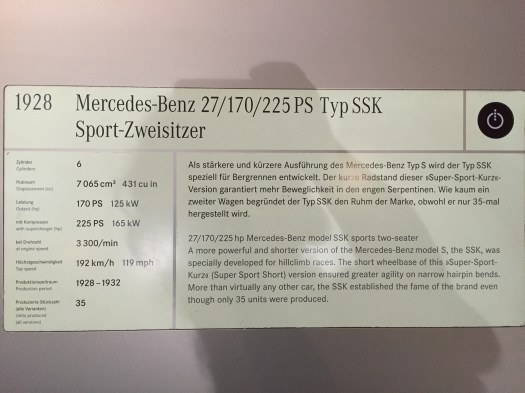 1928
Mercedes-Benz 27/170/225 PS Typ SSK
Sport-Zweisitzer
Zylinder
Cylinders
6
Hubraum
Displacement (cc)
7 065 cm³ 431 cu in
Leistung
Output (hp)
170 PS 125 kW
mit Kompressor
with supercharger (hp)
225 PS 165 kW
bei Drehzahl
at engine speed
3 300/min
Höchstgeschwindigkeit
Top speed
192 km/h 119 mph
Produktionszeitraum
Production period
1928 – 1932
Produzierte Stückzahl
(alle Varianten)
Units produced
(all versions)
35
Als stärkere und kürzere Ausführung des Mercedes-Benz Typ S wird der Typ SSK
speziell für Bergrennen entwickelt. Der kurze Radstand dieser »Super-Sport-Kurz«-
Version garantiert mehr Beweglichkeit in den engen Serpentinen. Wie kaum ein
zweiter Wagen begründet der Typ SSK den Ruhm der Marke, obwohl er nur 35-mal
hergestellt wird.
27/170/225 hp Mercedes-Benz model SSK sports two-seater
A more powerful and shorter version of the Mercedes-Benz model S, the SSK, was
specially developed for hillclimb races. The short wheelbase of this »Super-Sport-
Kurz« (Super Sport Short) version ensured greater agility on narrow hairpin bends.
More than virtually any other car, the SSK established the fame of the brand even
though only 35 units were produced.